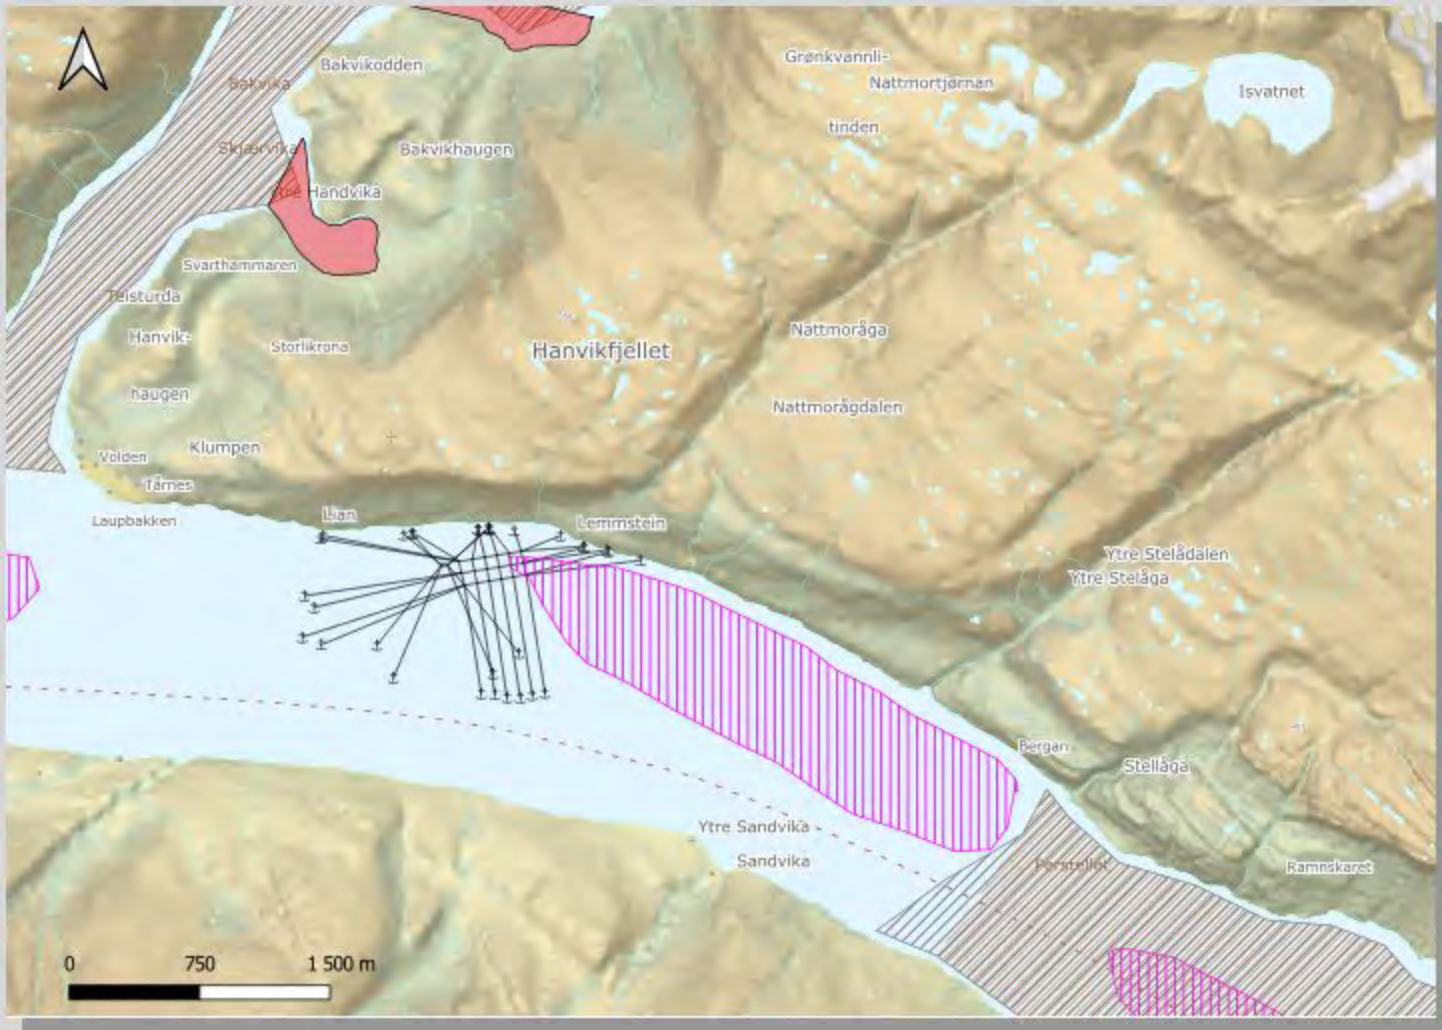 Bakvikodden
Grønkvannli-
Nattmortjørnan
Bakvika
Isvatnet
tinden
Skjærvika
Bakvikhaugen
tre Handvika
Svarthammaren
Teisturda
Hanvik-
Nattmoråga
Storlikrona
Hanvikfjellet
haugen
Nattmorågdalen
Klumpen
Volden
Tårnes
Lian
Laupbakken
Lemmstein
Ytre Stelådalen
Ytre Stelåga
Bergan
Stellåga
Ytre Sandvika
Sandvika
Ramnskaret
0 750 1 500 m